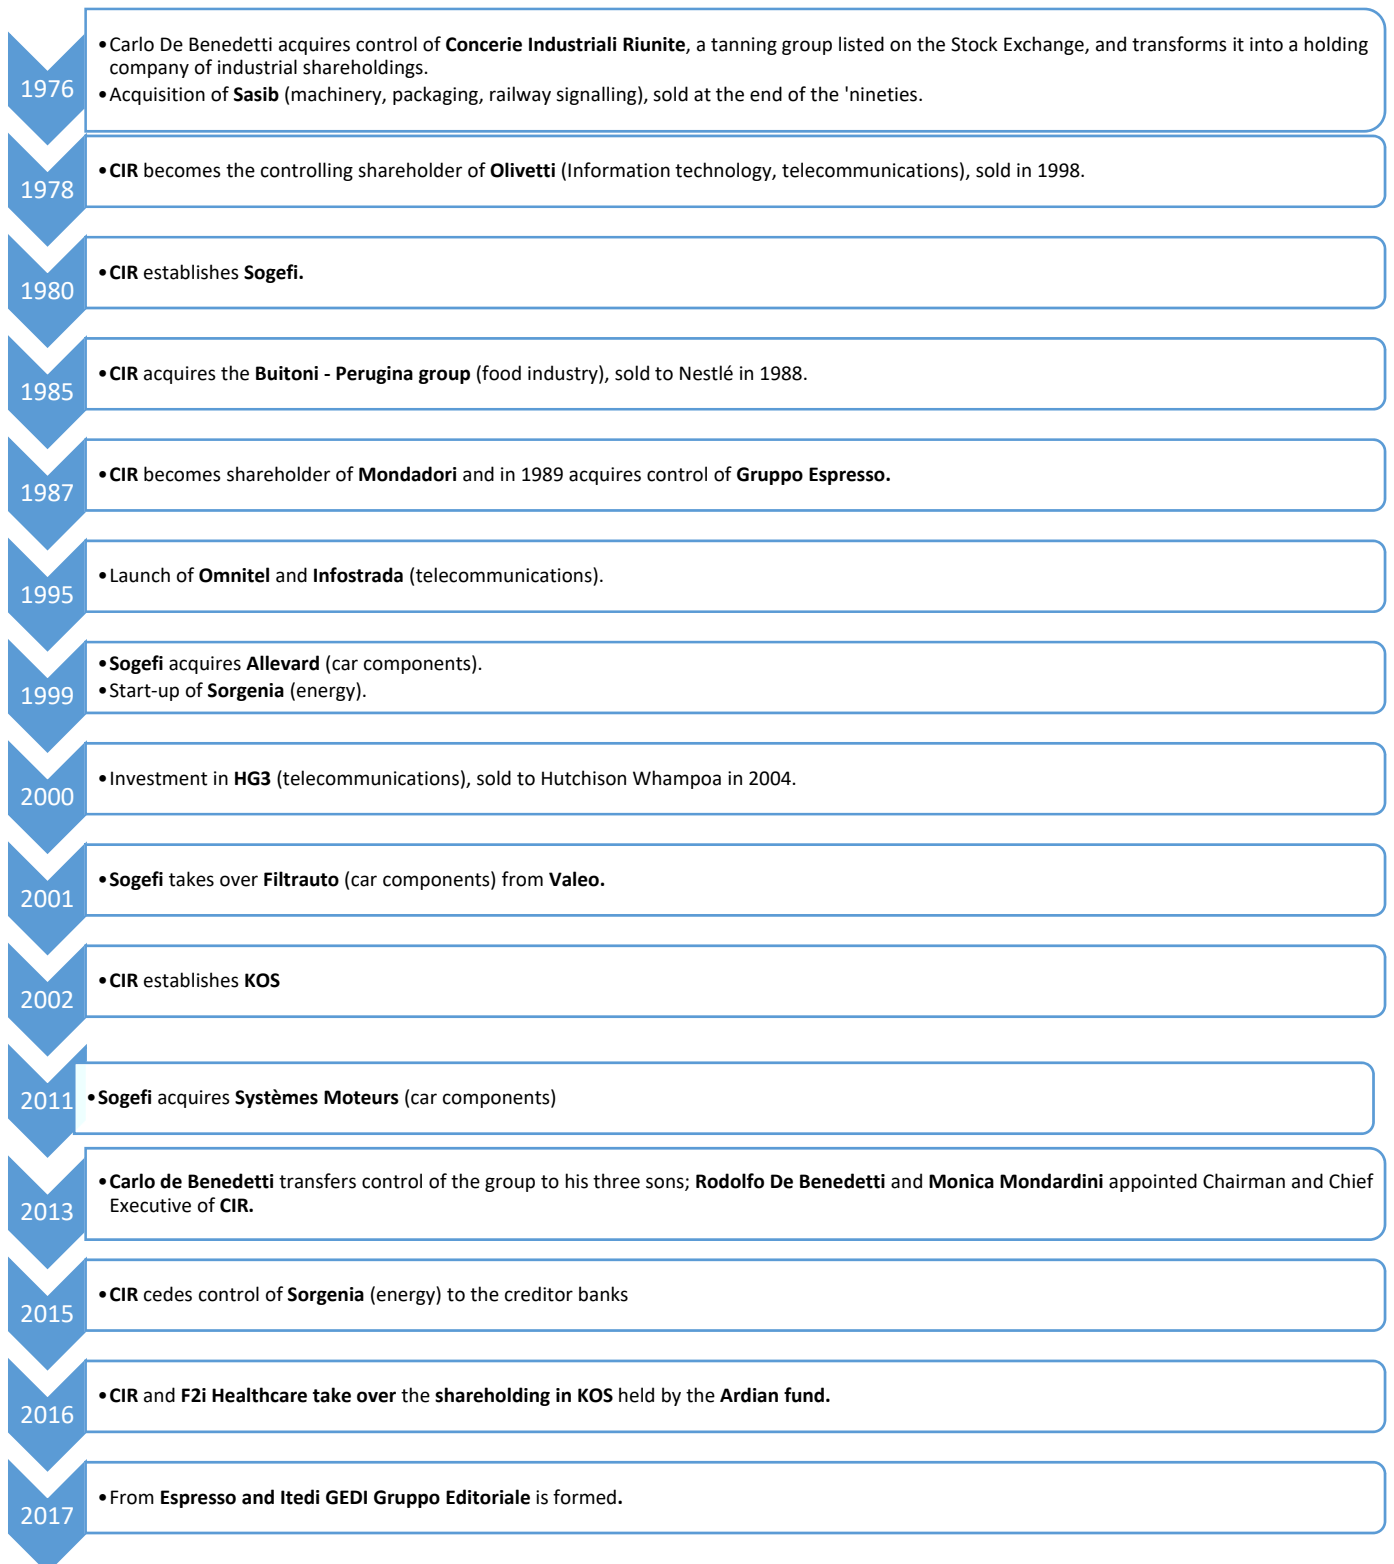 1976
•Carlo De Benedetti acquires control of Concerie Industriali Riunite, a tanning group listed on the Stock Exchange, and transforms it into a holding
company of industrial shareholdings.
•Acquisition of Sasib (machinery, packaging, railway signalling), sold at the end of the 'nineties.
1978
•CIR becomes the controlling shareholder of Olivetti (Information technology, telecommunications), sold in 1998.
1980
•CIR establishes Sogefi.
1985
•CIR acquires the Buitoni - Perugina group (food industry), sold to Nestlé in 1988.
1987
•CIR becomes shareholder of Mondadori and in 1989 acquires control of Gruppo Espresso.
1995
•Launch of Omnitel and Infostrada (telecommunications).
1999
•Sogefi acquires Allevard (car components).
•Start-up of Sorgenia (energy).
2000
•Investment in HG3 (telecommunications), sold to Hutchison Whampoa in 2004.
2001
•Sogefi takes over Filtrauto (car components) from Valeo.
2002
•CIR establishes KOS
2011
•Sogefi acquires Systèmes Moteurs (car components)
2013
•Carlo de Benedetti transfers control of the group to his three sons; Rodolfo De Benedetti and Monica Mondardini appointed Chairman and Chief
Executive of CIR.
2015
•CIR cedes control of Sorgenia (energy) to the creditor banks
2016
•CIR and F2i Healthcare take over the shareholding in KOS held by the Ardian fund.
2017
•From Espresso and Itedi GEDI Gruppo Editoriale is formed.